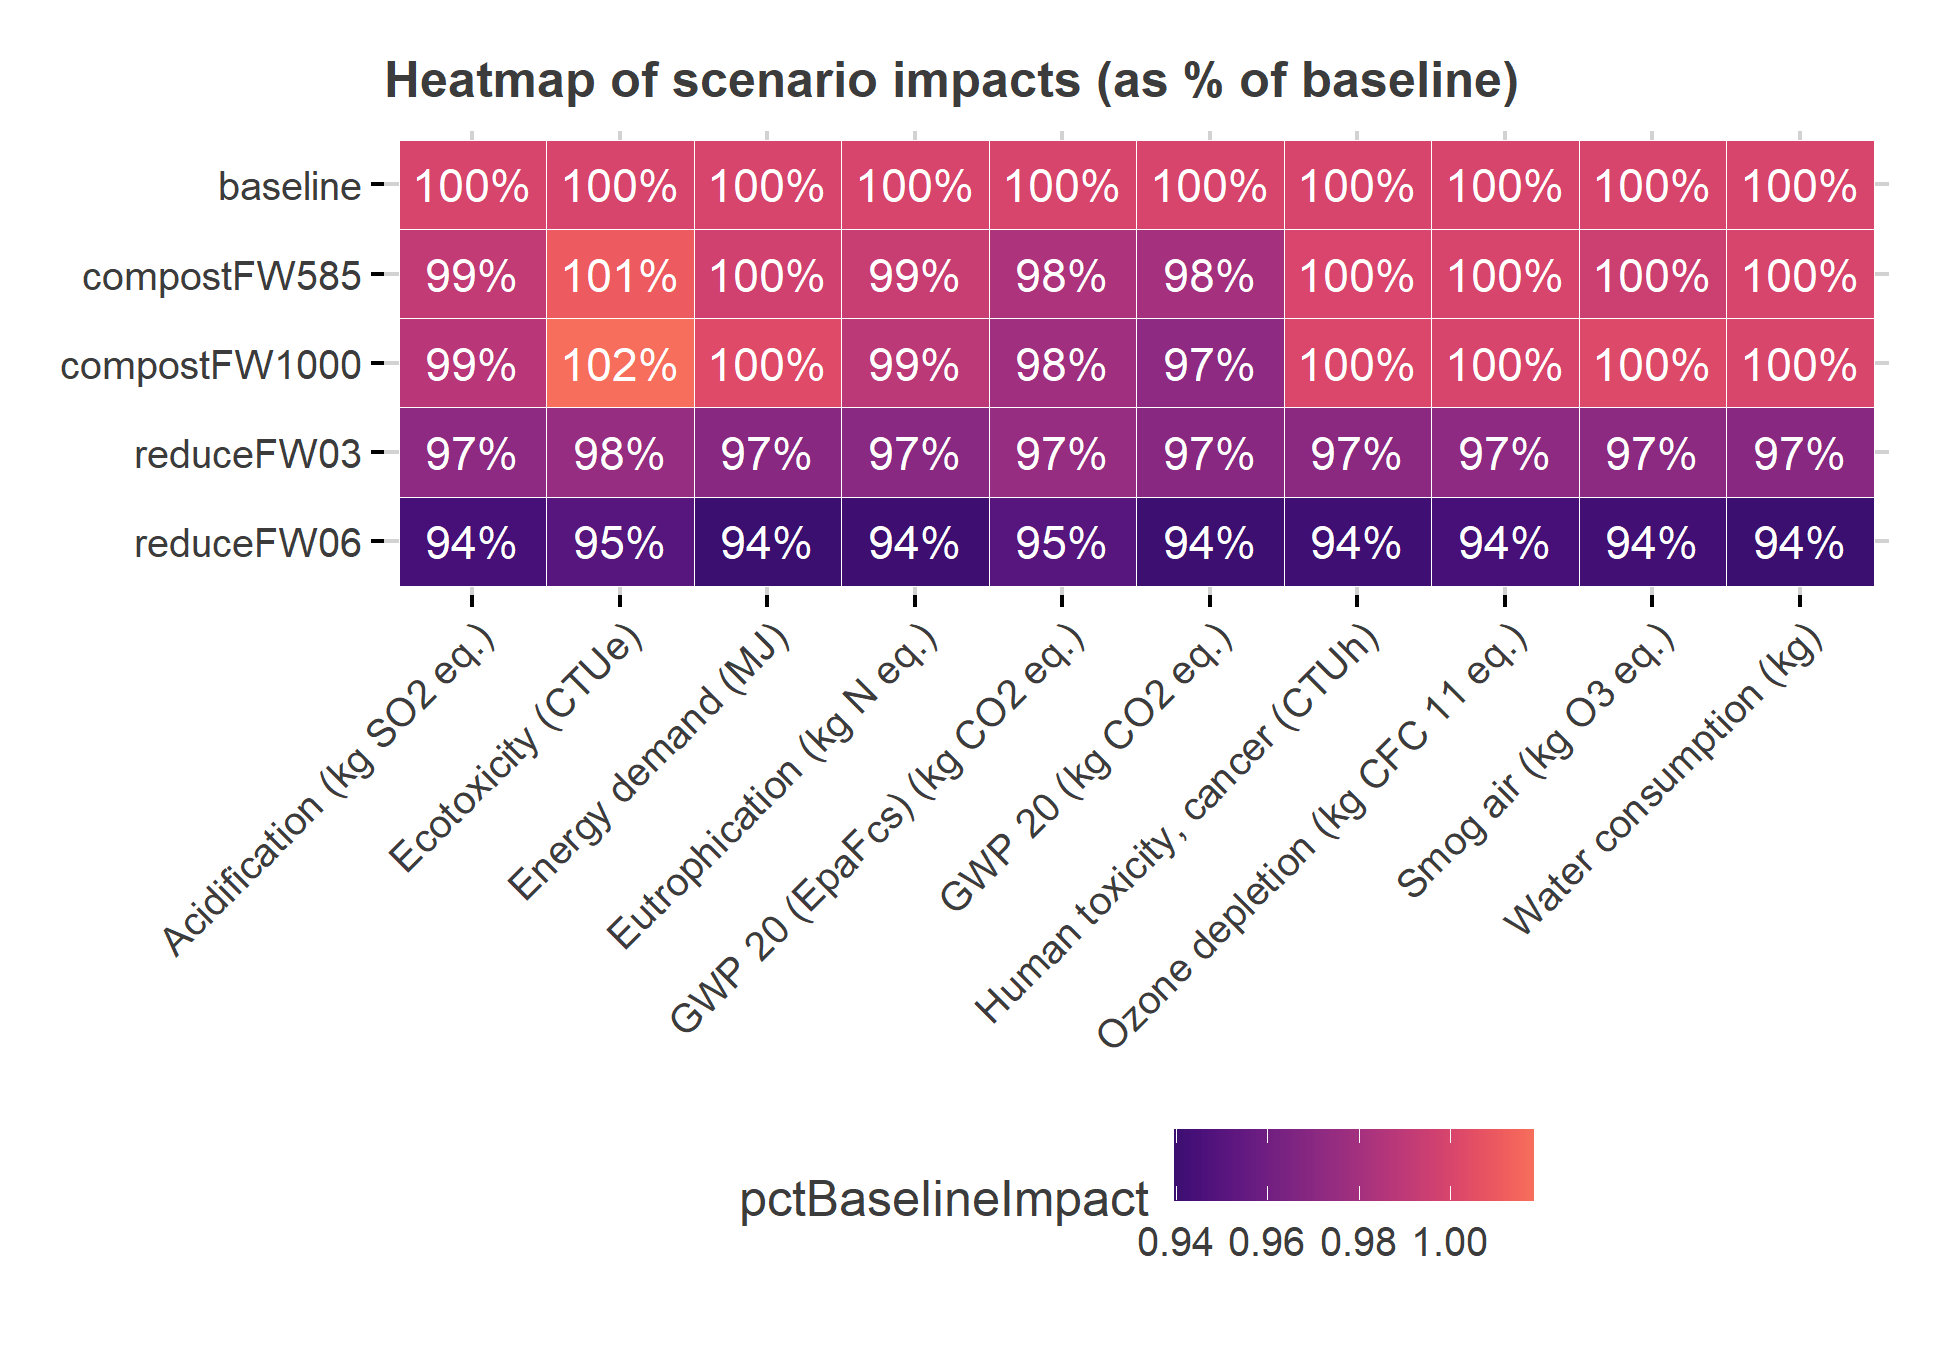 Heatmap of scenario impacts (as % of baseline)
baseline 100% 100% 100% 100% 100% 100% 100% 100% 100% 100%
compostFW585 99% 101% 100% 99% 98% 98% 100% 100% 100% 100%
compostFW1000 99% 102% 100% 99% 98% 97% 100% 100% 100% 100%
reduceFW03 97% 98% 97% 97% 97% 97% 97% 97% 97% 97%
reduceFW06 94% 95% 94% 94% 95% 94% 94% 94% 94% 94%
Acidification (kg SO2 eq.)
Ecotoxicity (CTUe)
Energy demand (MJ)
Eutrophication (kg N eq.)
GWP 20 (EpaFcs) (kg CO2 eq.)
GWP 20 (kg CO2 eq.)
Human toxicity, cancer (CTUh)
Ozone depletion (kg CFC 11 eq.)
Smog air (kg O3 eq.)
Water consumption (kg)
pctBaselineImpact
0.94 0.96 0.98 1.00